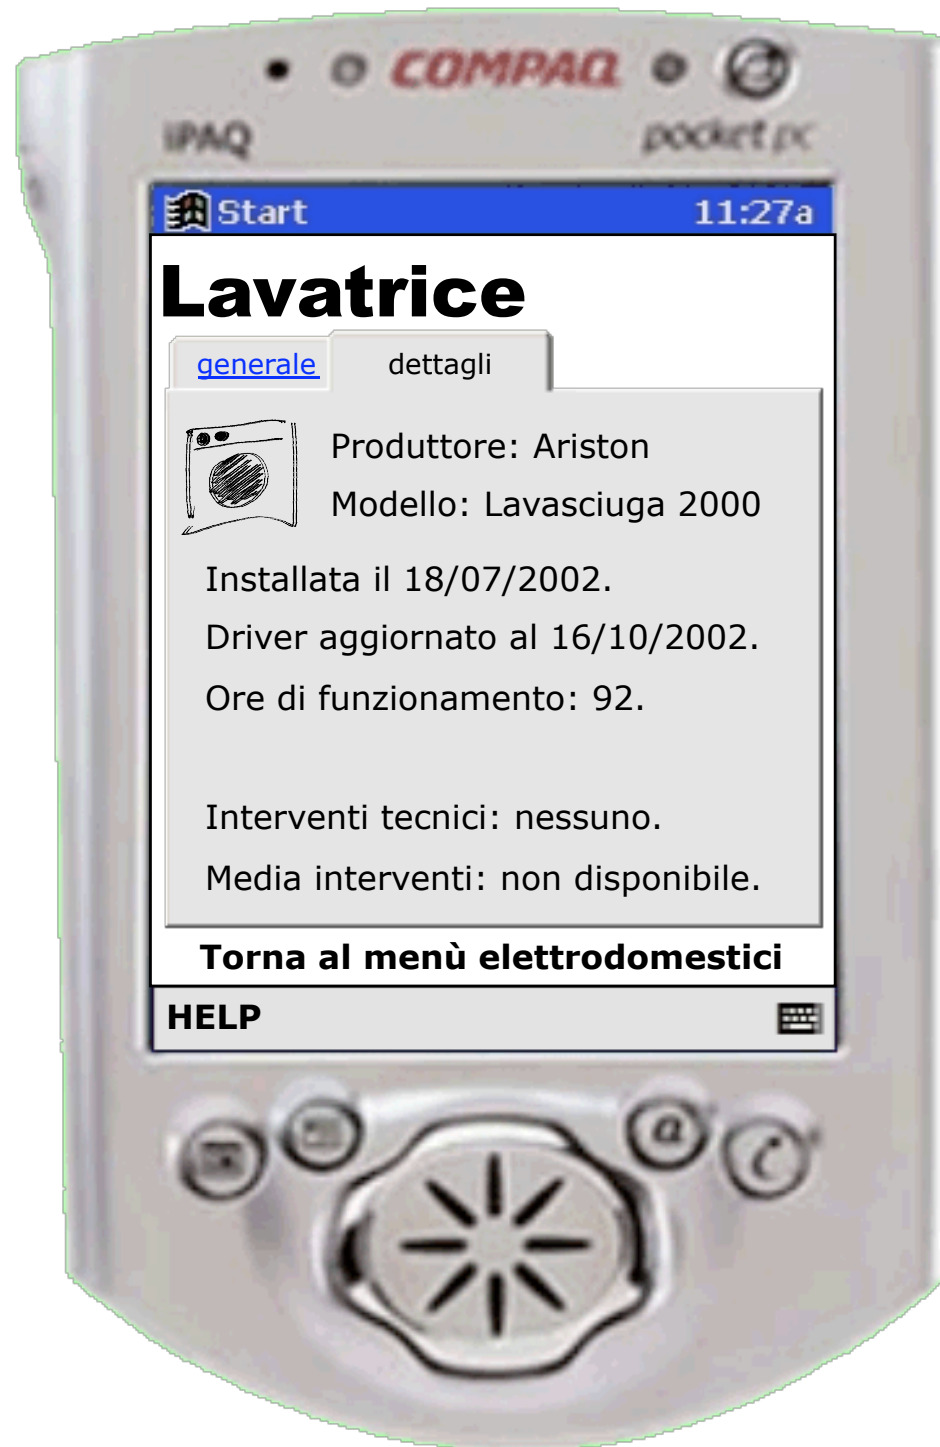 COMPAQ
iPAQ
pocket pc
Start
11:27a
Lavatrice
generale
dettagli
Produttore: Ariston
Modello: Lavasciuga 2000
Installata il 18/07/2002.
Driver aggiornato al 16/10/2002.
Ore di funzionamento: 92.
Interventi tecnici: nessuno.
Media interventi: non disponibile.
Torna al menù elettrodomestici
HELP